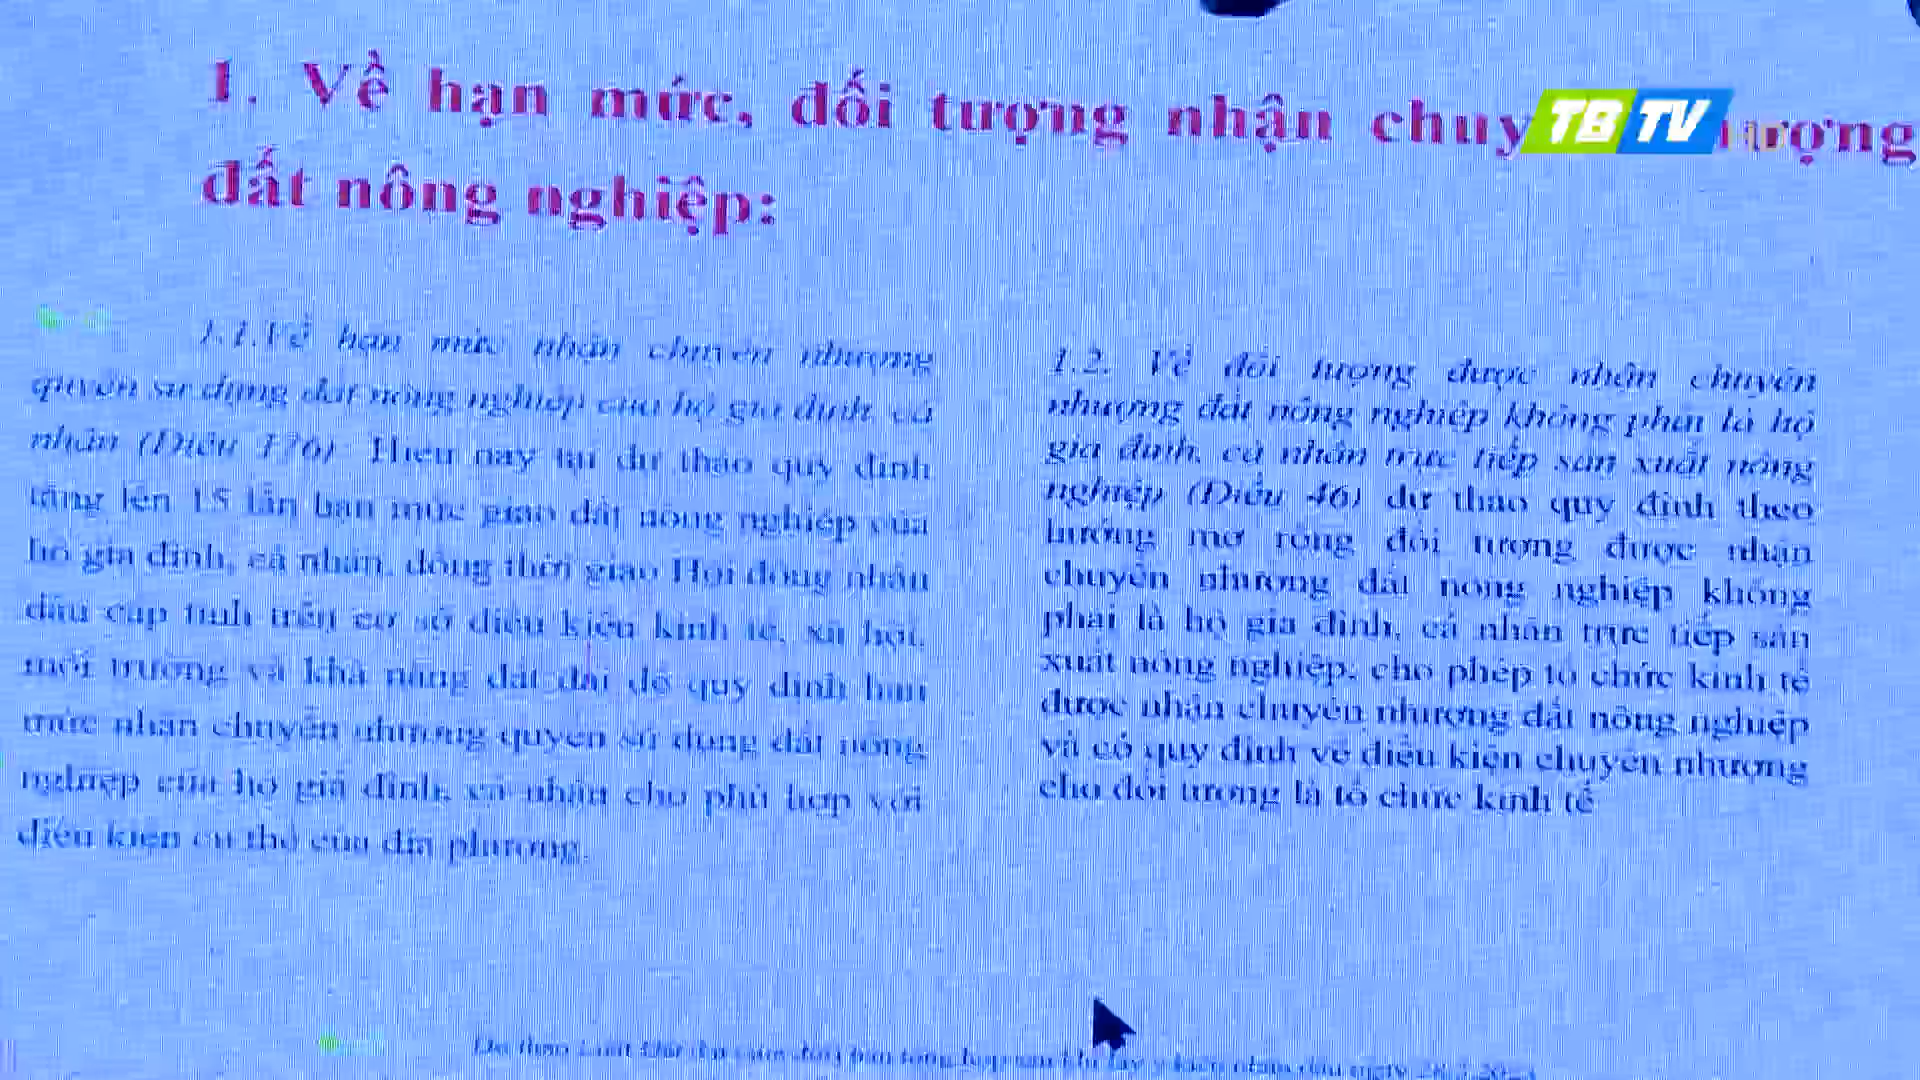 1. Về hạn mức, đối tượng nhận chuy ượng
TB TV
đất nông nghiệp:
1.1. Về hạn mức nhận chuyển nhượng
quyền sử dụng đất nông nghiệp của hộ gia đình, cá
nhân (Điều 176) Hiện nay tại dự thảo quy định
tăng lên 15 lần hạn mức giao đất nông nghiệp của
hộ gia đình, cá nhân, đồng thời giao Hội đồng nhân
dân cấp tỉnh trên cơ sở điều kiện kinh tế, xã hội,
môi trường và khả năng đất đai để quy định hạn
mức nhận chuyển nhượng quyền sử dụng đất nông
nghiệp của hộ gia đình, cá nhân cho phù hợp với
điều kiện cụ thể của địa phương.
1.2. Về đối tượng được nhận chuyển
nhượng đất nông nghiệp không phải là hộ
gia đình, cá nhân trực tiếp sản xuất nông
nghiệp (Điều 46) dự thảo quy định theo
hướng mở rộng đối tượng được nhận
chuyển nhượng đất nông nghiệp không
phải là hộ gia đình, cá nhân trực tiếp sản
xuất nông nghiệp; cho phép tổ chức kinh tế
được nhận chuyển nhượng đất nông nghiệp
và có quy định về điều kiện chuyển nhượng
cho đối tượng là tổ chức kinh tế